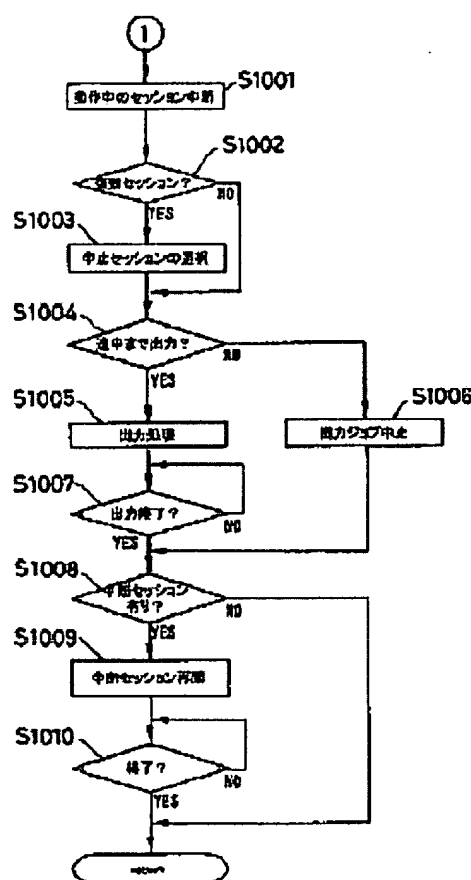 1
S1001
動作中のセッション中断
S1002
複数セッション?
NO
YES
S1003
中止セッションの選択
S1004
途中まで出力?
NO
YES
S1005
出力処理
S1006
出力ジョブ中止
S1007
出力終了?
NO
YES
S1008
中断セッション
有り?
NO
YES
S1009
中断セッション再開
S1010
終了?
NO
YES